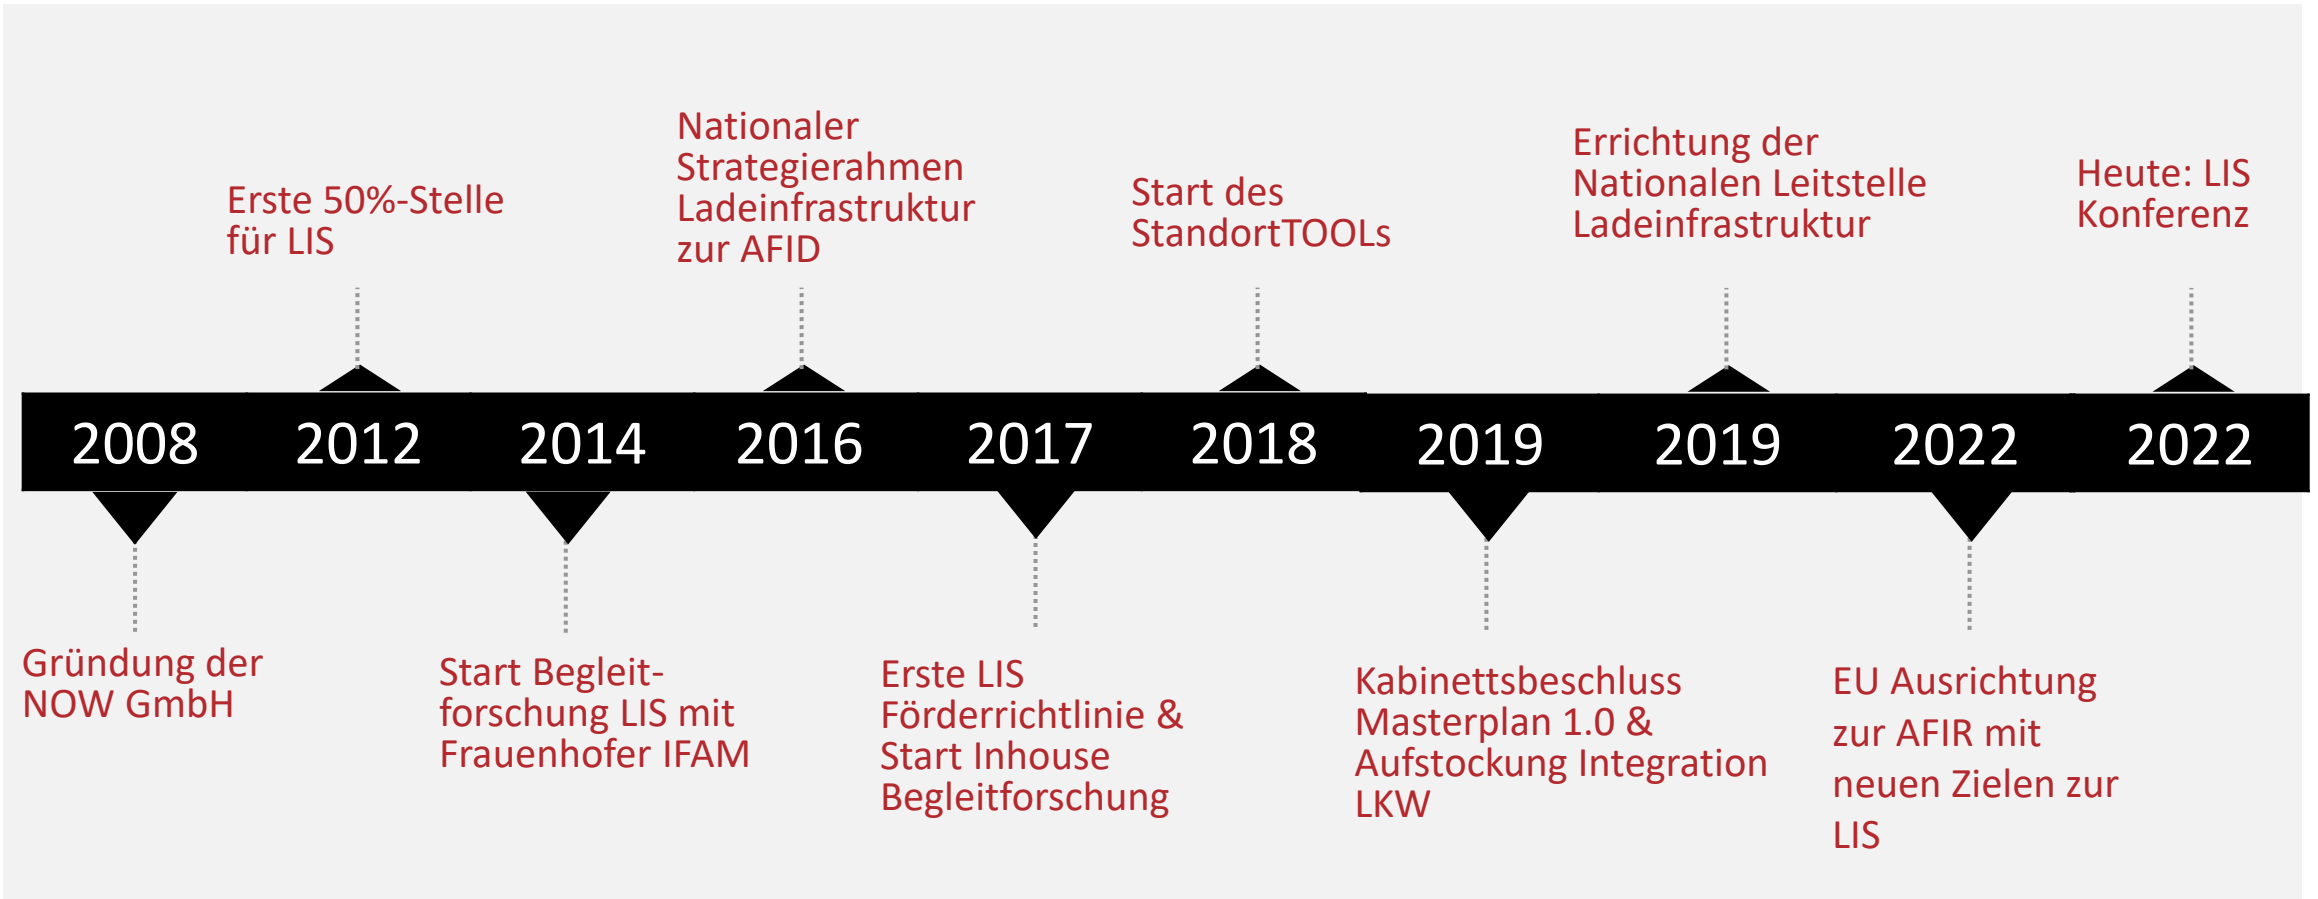 Erste 50%-Stelle
für LIS
Nationaler
Strategierahmen
Ladeinfrastruktur
zur AFID
Start des
StandortTOOLs
Errichtung der
Nationalen Leitstelle
Ladeinfrastruktur
Heute: LIS
Konferenz
2008 2012 2014 2016 2017 2018 2019 2019 2022 2022
Gründung der
NOW GmbH
Start Begleit-
forschung LIS mit
Frauenhofer IFAM
Erste LIS
Förderrichtlinie &
Start Inhouse
Begleitforschung
Kabinettsbeschluss
Masterplan 1.0 &
Aufstockung Integration
LKW
EU Ausrichtung
zur AFIR mit
neuen Zielen zur
LIS